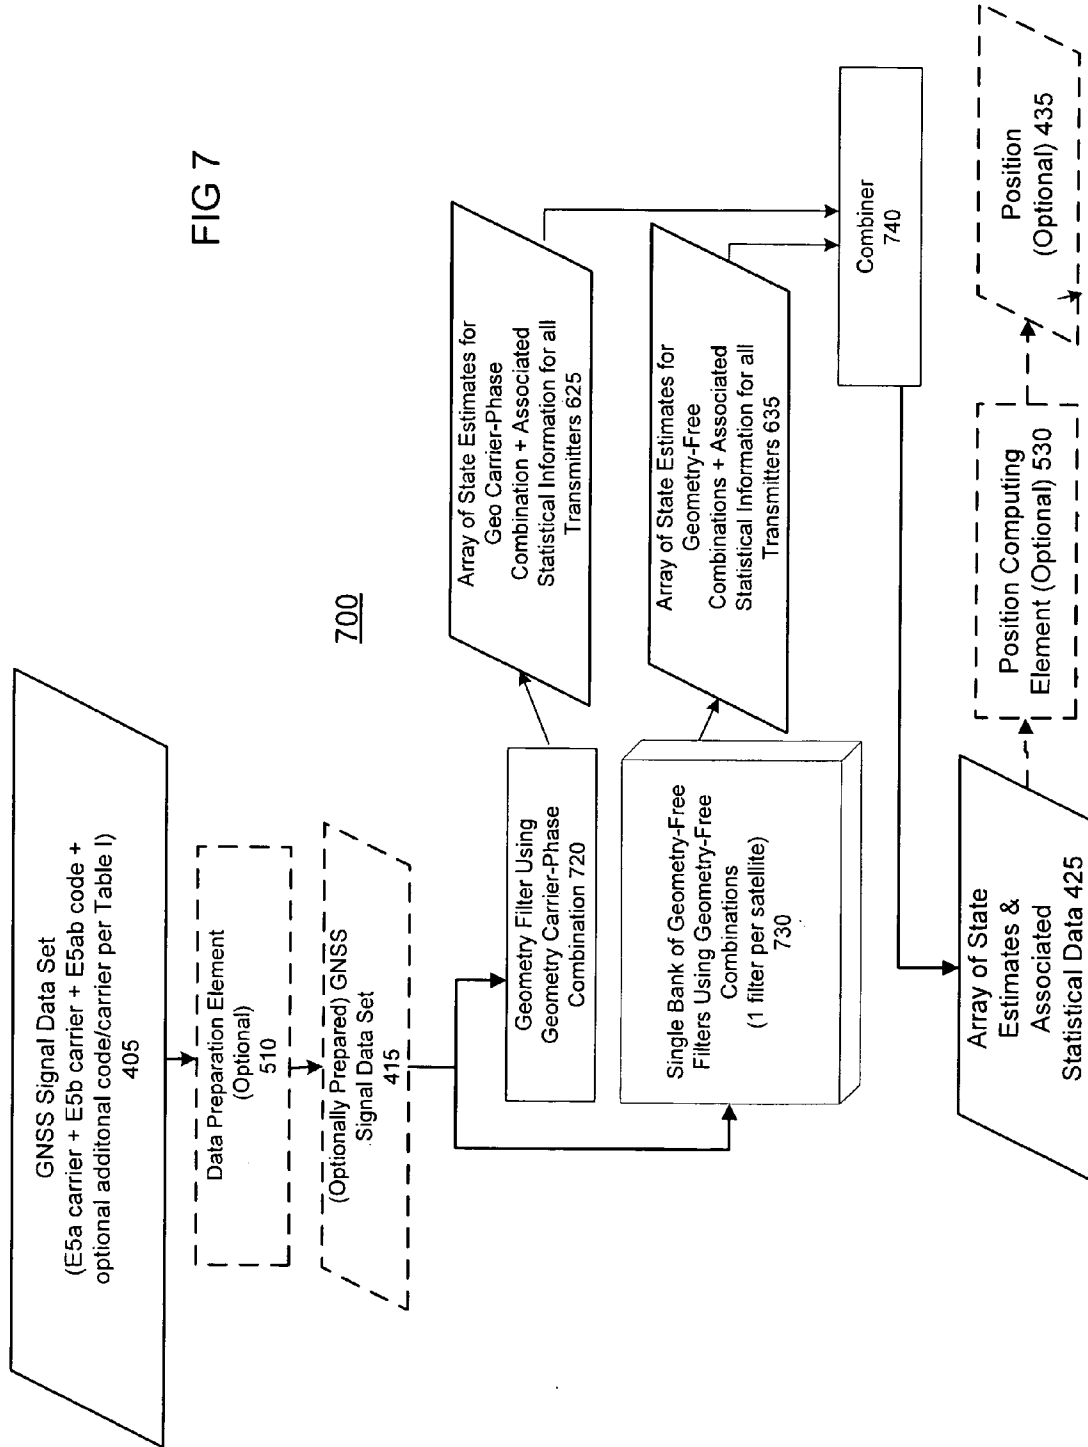 GNSS Signal Data Set
(E5a carrier + E5b carrier + E5ab code +
optional additonal code/carrier per Table I)
405
Data Preparation Element
(Optional)
510
(Optionally Prepared) GNSS
Signal Data Set
415
FIG 7
700
Geometry Filter Using
Geometry Carrier-Phase
Combination 720
Array of State Estimates for
Geo Carrier-Phase
Combination + Associated
Statistical Information for all
Transmitters 625
Single Bank of Geometry-Free
Filters Using Geometry-Free
Combinations
(1 filter per satellite)
730
Array of State Estimates for
Geometry-Free
Combinations + Associated
Statistical Information for all
Transmitters 635
Combiner
740
Array of State
Estimates &
Associated
Statistical Data 425
Position Computing
Element (Optional) 530
Position
(Optional) 435